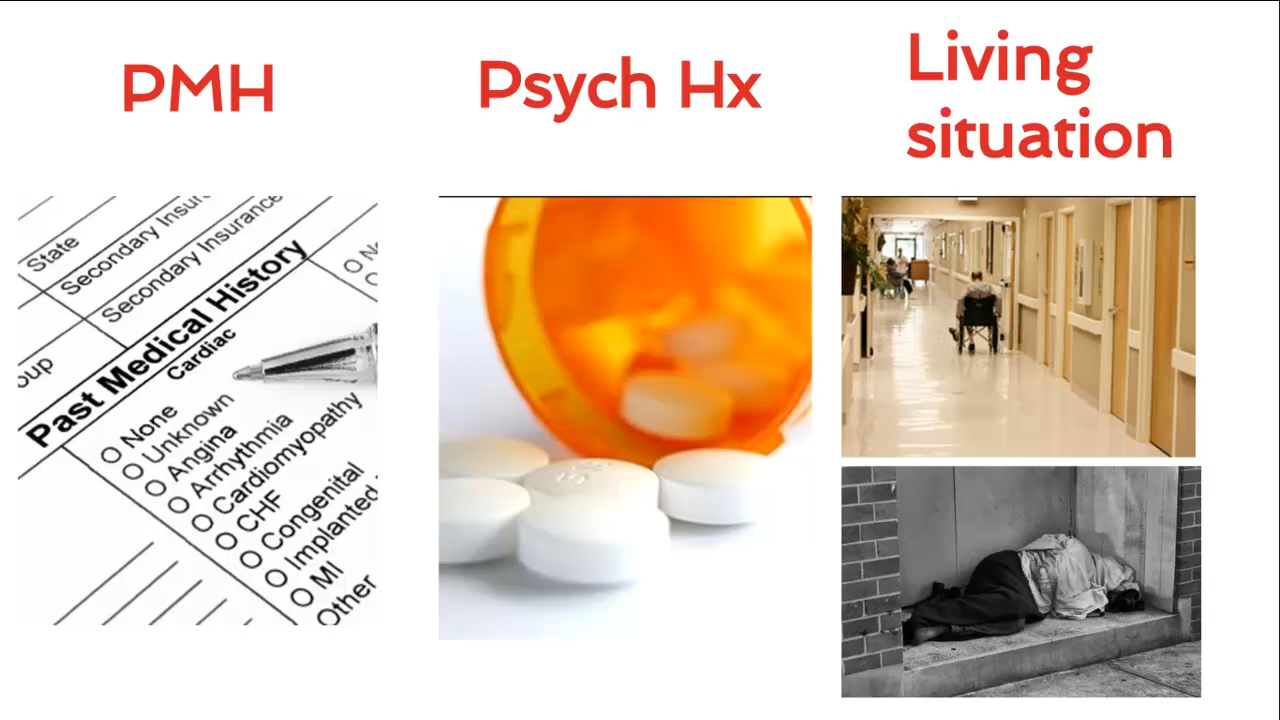 PMH
Psych Hx
Living
situation
State
Secondary Insur
Secondary Insurance
oup
Past Medical History
Cardiac
None
Unknown
Angina
Arrhythmia
Cardiomyopathy
CHF
Congenital
Implanted
MI
Other